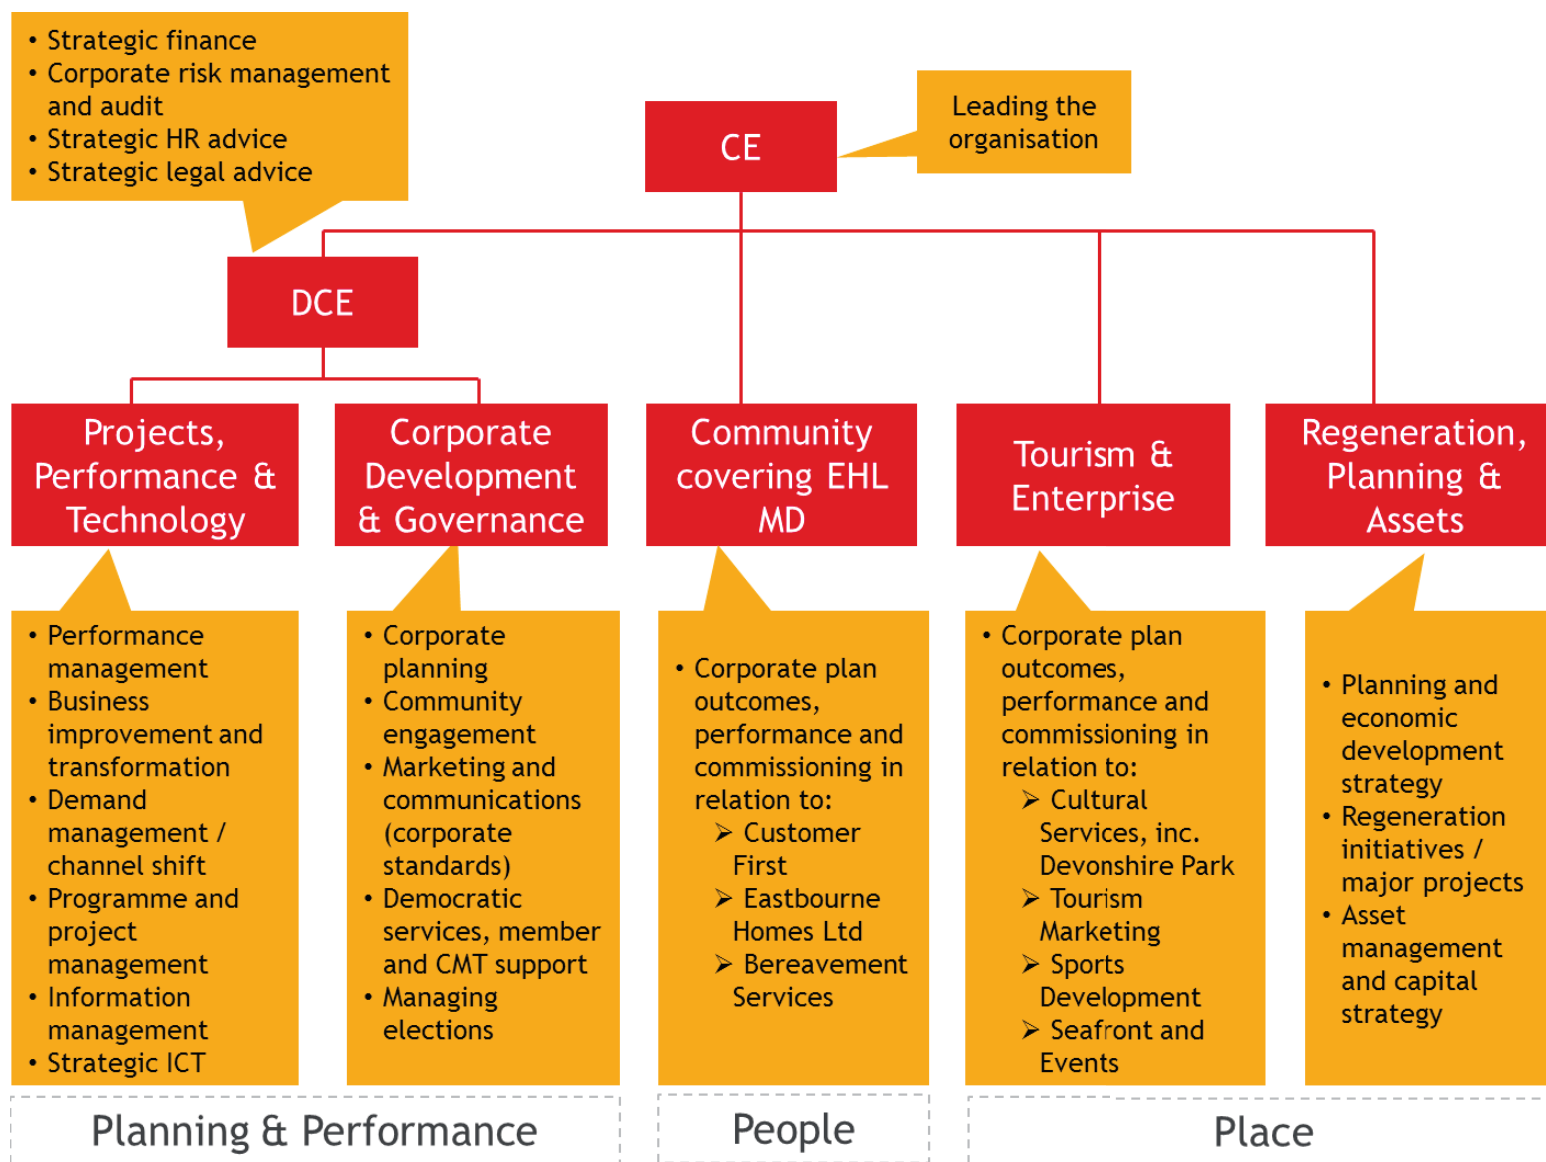 • Strategic finance
• Corporate risk management
and audit
• Strategic HR advice
• Strategic legal advice
Leading the
organisation
CE
DCE
Projects,
Performance &
Technology
Corporate
Development
& Governance
Community
covering EHL
MD
Tourism &
Enterprise
Regeneration,
Planning &
Assets
• Performance
management
• Business
improvement and
transformation
• Demand
management /
channel shift
• Programme and
project
management
• Information
management
• Strategic ICT
• Corporate
planning
• Community
engagement
• Marketing and
communications
(corporate
standards)
• Democratic
services, member
and CMT support
• Managing
elections
• Corporate plan
outcomes,
performance and
commissioning in
relation to:
➢ Customer
First
➢ Eastbourne
Homes Ltd
➢ Bereavement
Services
• Corporate plan
outcomes,
performance and
commissioning in
relation to:
➢ Cultural
Services, inc.
Devonshire Park
➢ Tourism
Marketing
➢ Sports
Development
➢ Seafront and
Events
• Planning and
economic
development
strategy
• Regeneration
initiatives /
major projects
• Asset
management
and capital
strategy
Planning & Performance
People
Place